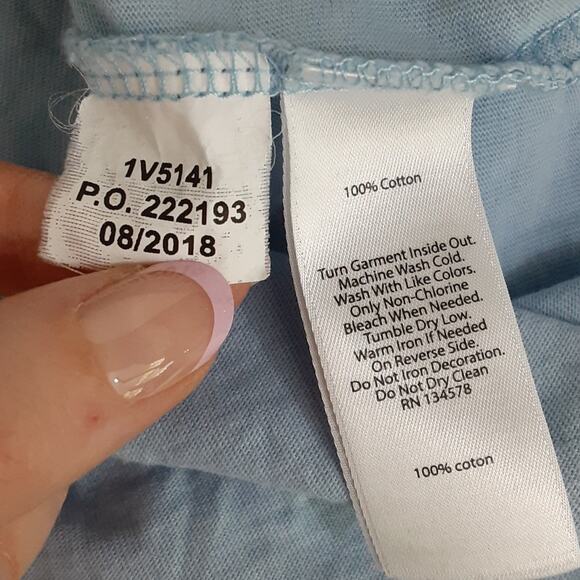 1V5141
P.O. 222193
08/2018
100% Cotton
Turn Garment Inside Out.
Machine Wash Cold.
Wash With Like Colors.
Only Non-Chlorine
Bleach When Needed.
Tumble Dry Low.
Warm Iron If Needed
On Reverse Side.
Do Not Iron Decoration.
Do Not Dry Clean
RN 134578
100% coton